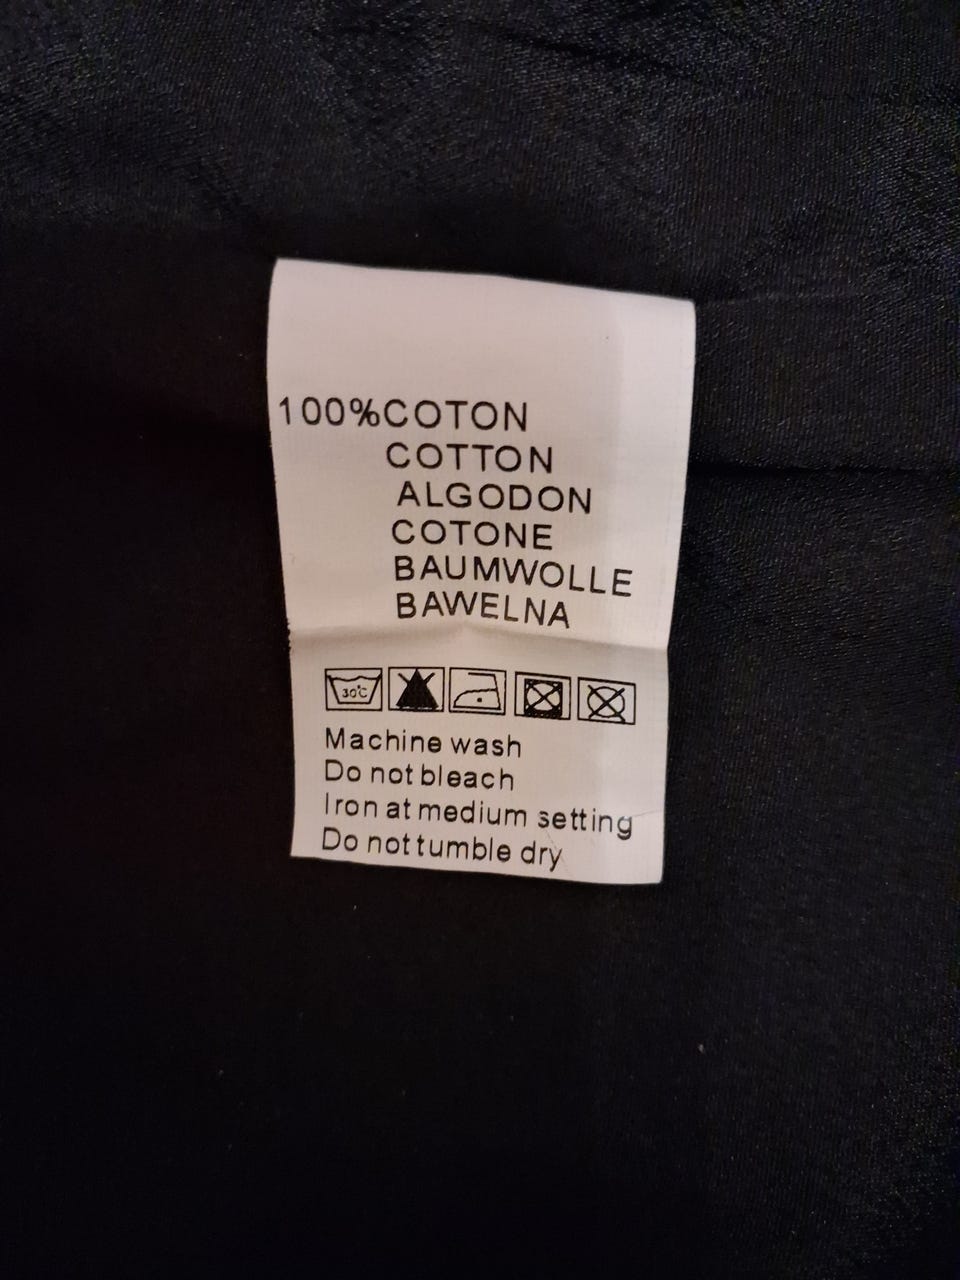 100%COTON
COTTON
ALGODON
COTONE
BAUMWOLLE
BAWELNA
30°C
Machine wash
Do not bleach
Iron at medium setting
Do not tumble dry